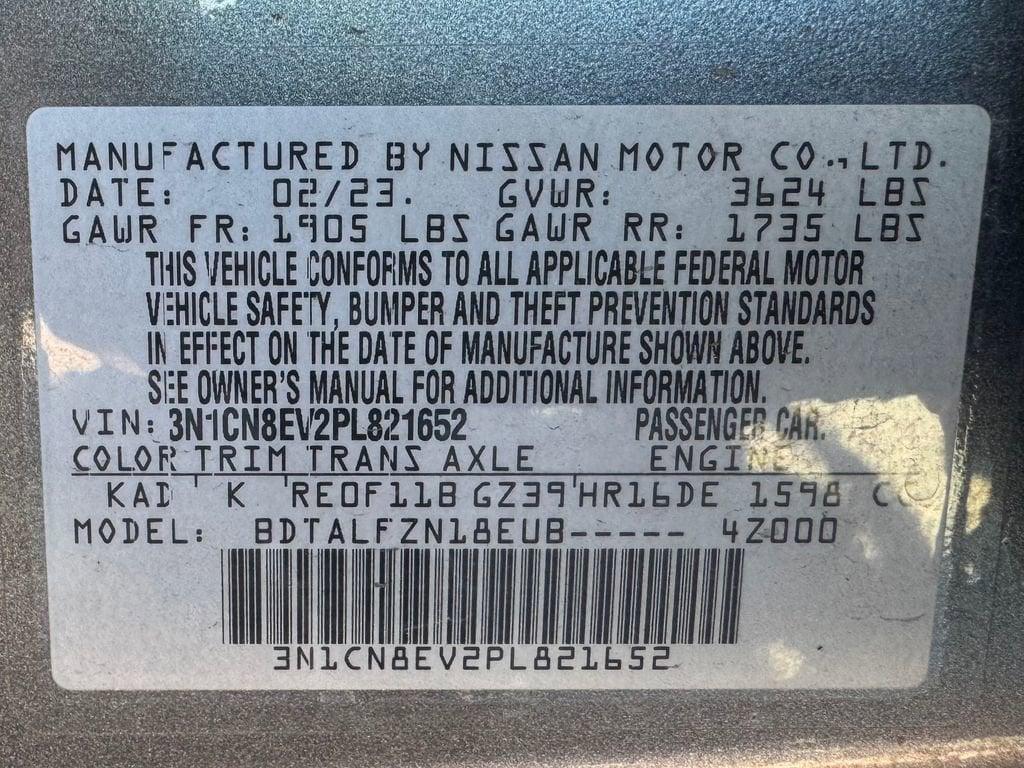 MANUFACTURED BY NISSAN MOTOR CO., LTD.
DATE: 02/23. GVWR: 3624 LBS
GAWR FR: 1905 LBS GAWR RR: 1735 LBS
THIS VEHICLE CONFORMS TO ALL APPLICABLE FEDERAL MOTOR
VEHICLE SAFETY, BUMPER AND THEFT PREVENTION STANDARDS
IN EFFECT ON THE DATE OF MANUFACTURE SHOWN ABOVE.
SEE OWNER'S MANUAL FOR ADDITIONAL INFORMATION.
VIN: 3N1CN8EV2PL821652 PASSENGER CAR.
COLOR TRIM TRANS AXLE ENGINE
KAD K RE0F11B GZ39 HR16DE 1598 CC
MODEL: BDTALFZN18EUB----- 4Z000
3N1CN8EV2PL821652